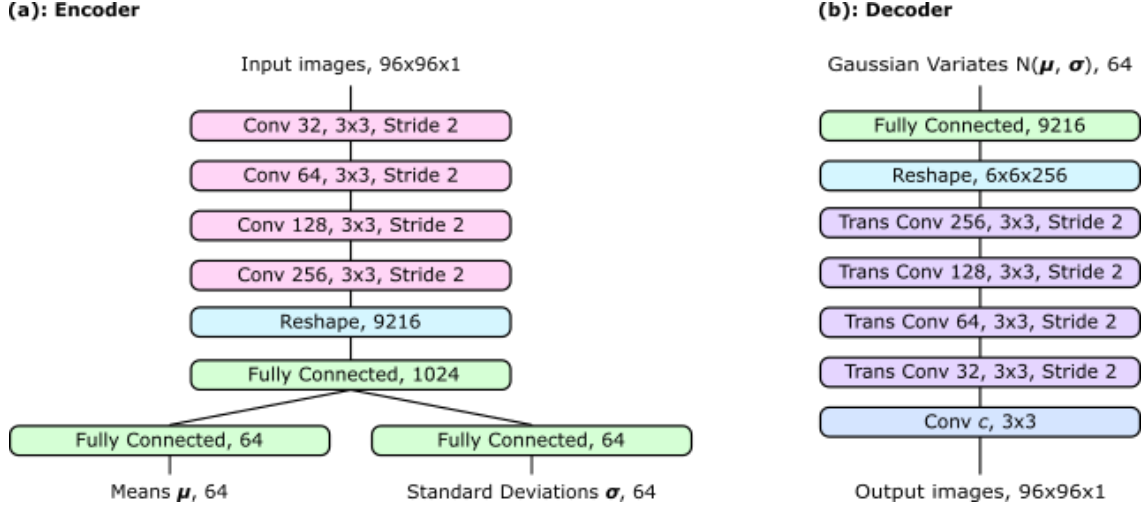 (a): Encoder
Input images, 96x96x1
Conv 32, 3x3, Stride 2
Conv 64, 3x3, Stride 2
Conv 128, 3x3, Stride 2
Conv 256, 3x3, Stride 2
Reshape, 9216
Fully Connected, 1024
Fully Connected, 64
Fully Connected, 64
Means μ, 64
Standard Deviations σ, 64
(b): Decoder
Gaussian Variates N(μ, σ), 64
Fully Connected, 9216
Reshape, 6x6x256
Trans Conv 256, 3x3, Stride 2
Trans Conv 128, 3x3, Stride 2
Trans Conv 64, 3x3, Stride 2
Trans Conv 32, 3x3, Stride 2
Conv c, 3x3
Output images, 96x96x1